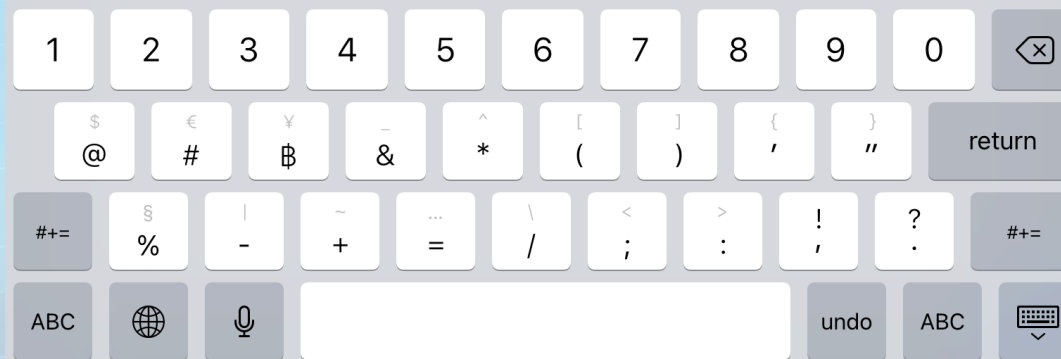 1 2 3 4 5 6 7 8 9 0
$ € ¥ _ ^ [ ] { }
@ # ฿ & * ( ) ' " return
§ | ~ … \ < > ! ?
#+= % - + = / ; : , . #+=
ABC undo ABC